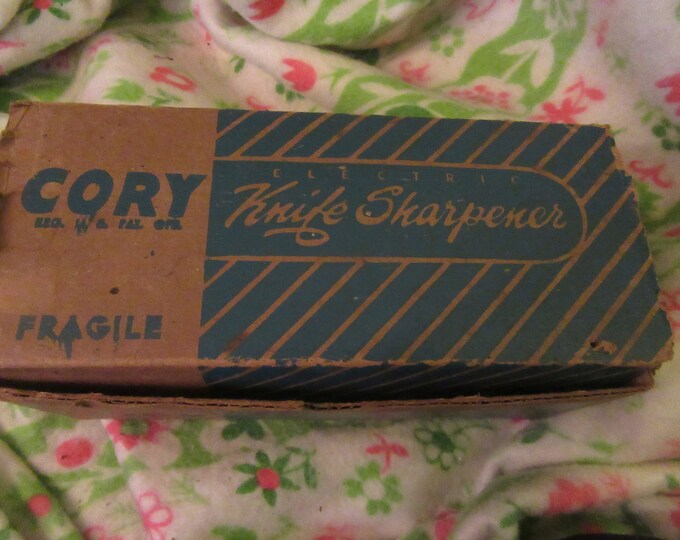 CORY
REG. U. S. PAT. OFF.
FRAGILE
ELECTRIC
Knife Sharpener